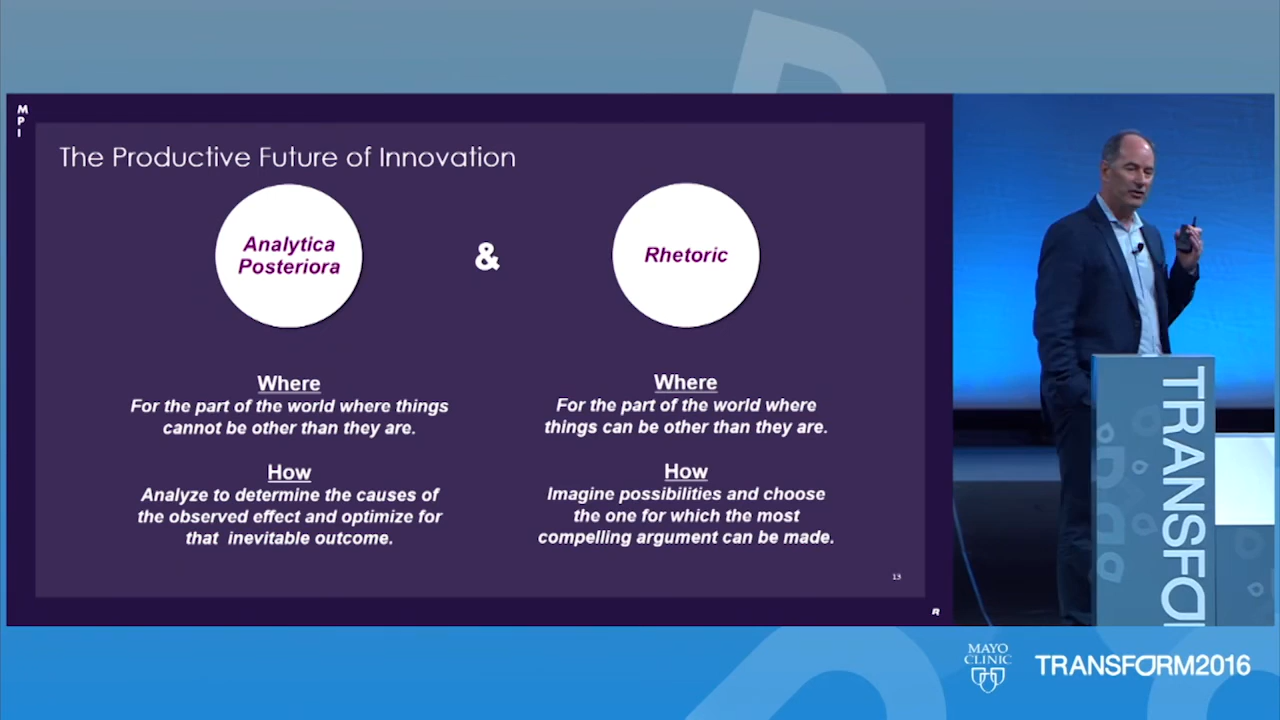 M
P
I
The Productive Future of Innovation
Analytica
Posteriora
&
Rhetoric
Where
For the part of the world where things
cannot be other than they are.
How
Analyze to determine the causes of
the observed effect and optimize for
that inevitable outcome.
Where
For the part of the world where
things can be other than they are.
How
Imagine possibilities and choose
the one for which the most
compelling argument can be made.
13
R
TRANSFO
MAYO
CLINIC
TRANSFORM2016